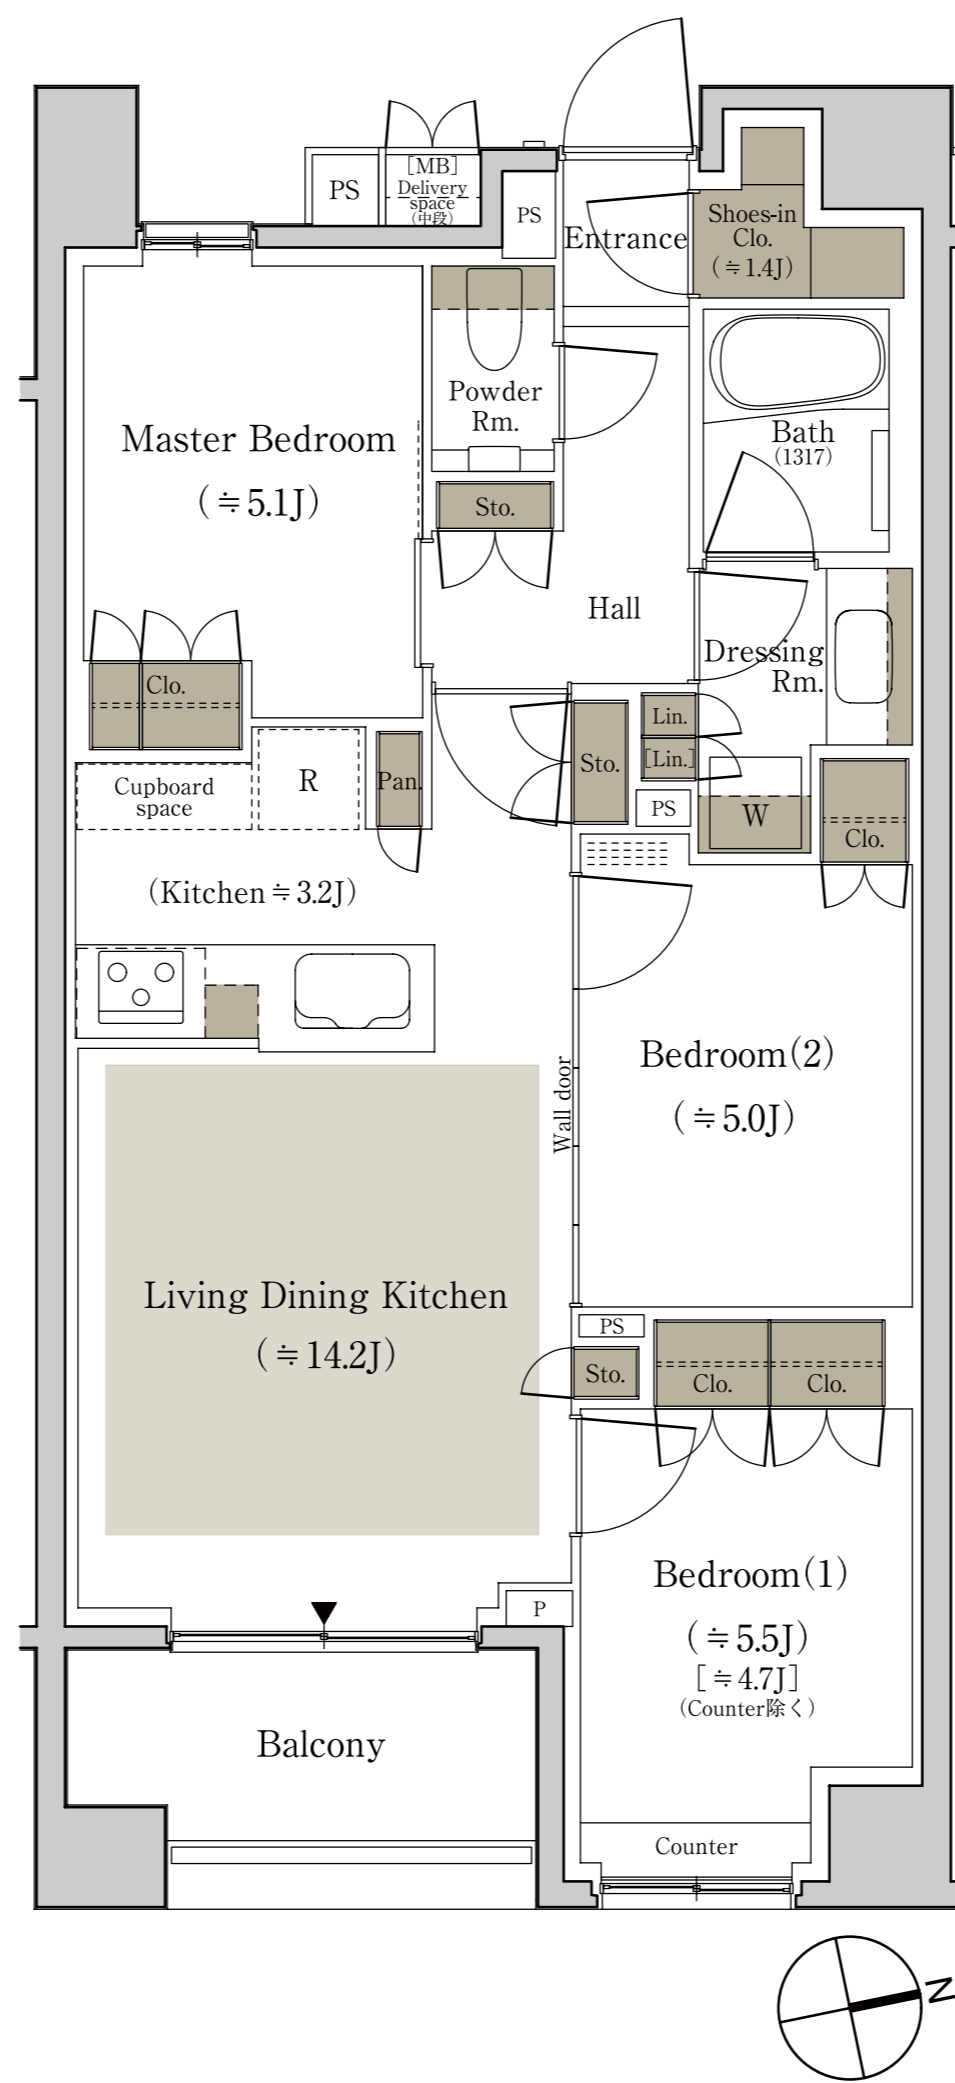 [MB]
Delivery
space
(中段)
PS
PS
Entrance
Shoes-in
Clo.
(≒1.4J)
Powder
Rm.
Bath
(1317)
Master Bedroom
(≒5.1J)
Sto.
Hall
Dressing
Rm.
Clo.
Lin.
[Lin.]
Sto.
PS
W
Clo.
Cupboard
space
R
Pan.
(Kitchen≒3.2J)
Wall door
Bedroom(2)
(≒5.0J)
Living Dining Kitchen
(≒14.2J)
PS
Sto.
Clo.
Clo.
Bedroom(1)
(≒5.5J)
[≒4.7J]
(Counter除く)
P
Balcony
Counter
N